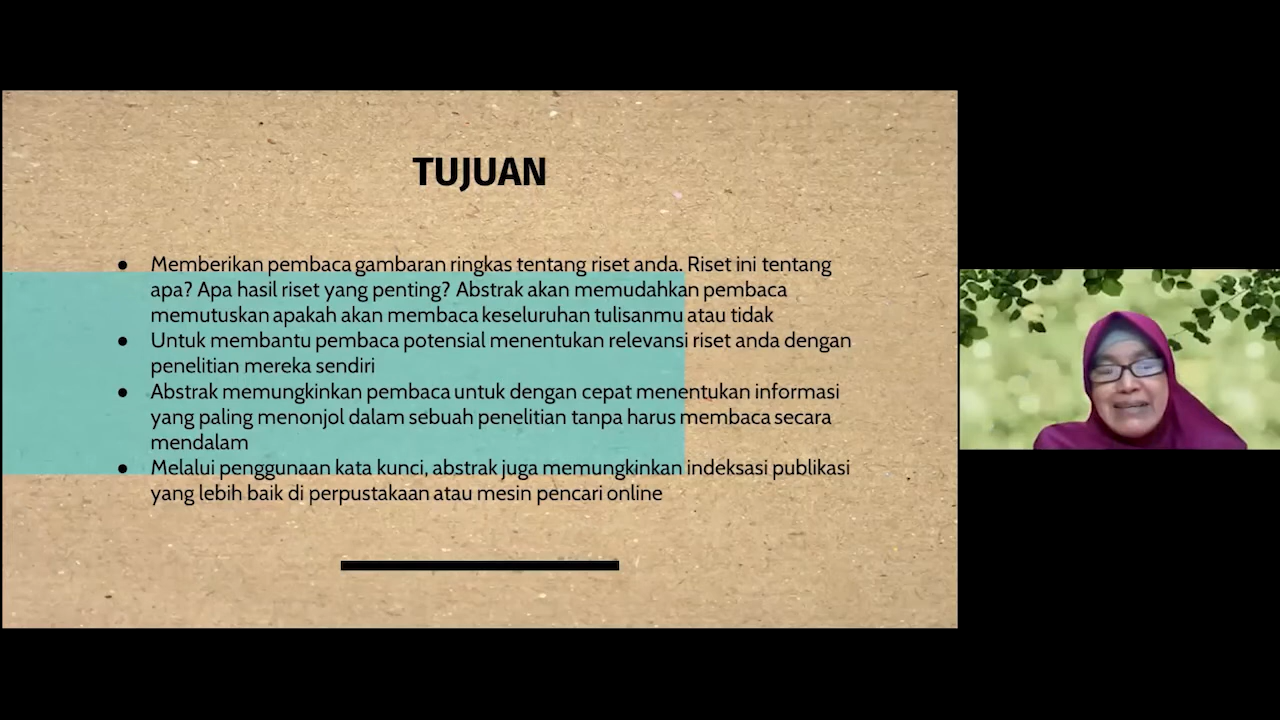 TUJUAN
● Memberikan pembaca gambaran ringkas tentang riset anda. Riset ini tentang
apa? Apa hasil riset yang penting? Abstrak akan memudahkan pembaca
memutuskan apakah akan membaca keseluruhan tulisanmu atau tidak
● Untuk membantu pembaca potensial menentukan relevansi riset anda dengan
penelitian mereka sendiri
● Abstrak memungkinkan pembaca untuk dengan cepat menentukan informasi
yang paling menonjol dalam sebuah penelitian tanpa harus membaca secara
mendalam
● Melalui penggunaan kata kunci, abstrak juga memungkinkan indeksasi publikasi
yang lebih baik di perpustakaan atau mesin pencari online